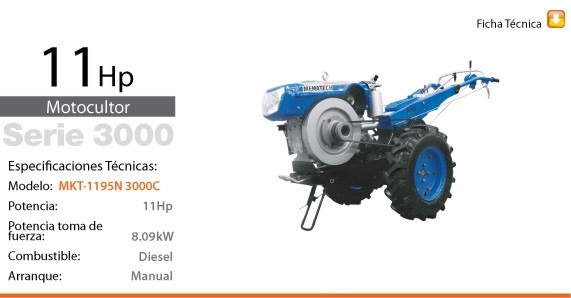 11Hp
Motocultor
Serie 3000
Especificaciones Técnicas:
Modelo: MKT-1195N 3000C
Potencia: 11Hp
Potencia toma de
fuerza: 8.09kW
Combustible: Diesel
Arranque: Manual
Ficha Técnica